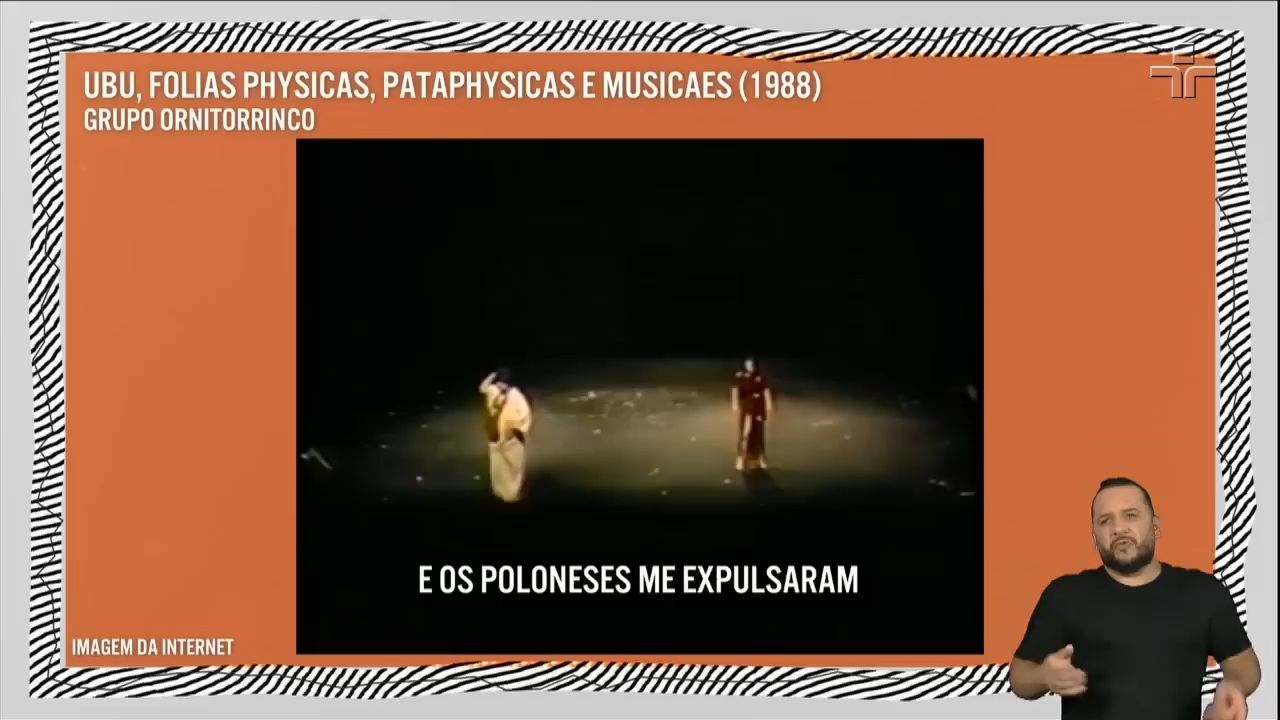 UBU, FOLIAS PHYSICAS, PATAPHYSICAS E MUSICAES (1988)
GRUPO ORNITORRINCO
E OS POLONESES ME EXPULSARAM
IMAGEM DA INTERNET